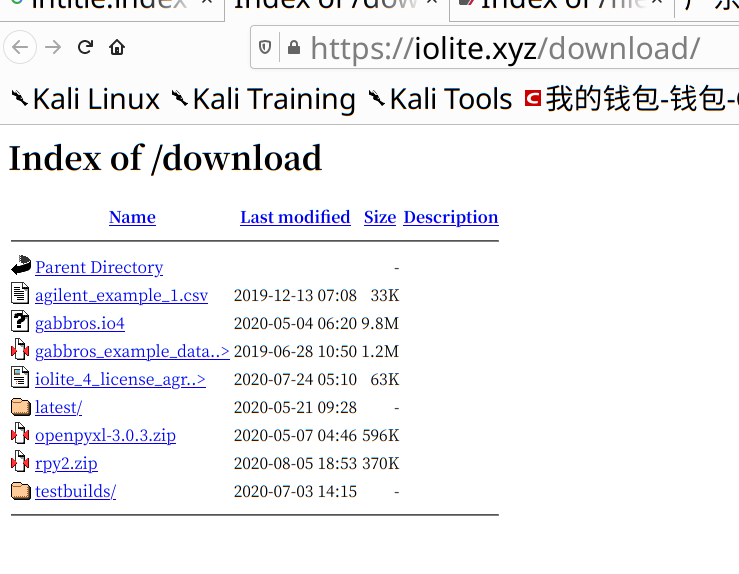 intitle:index
Index of /dow
Index of /file
https://iolite.xyz/download/
Kali Linux Kali Training Kali Tools 我的钱包-钱包-
Index of /download
Name Last modified Size Description
Parent Directory -
agilent_example_1.csv 2019-12-13 07:08 33K
gabbros.io4 2020-05-04 06:20 9.8M
gabbros_example_data..> 2019-06-28 10:50 1.2M
iolite_4_license_agr..> 2020-07-24 05:10 63K
latest/ 2020-05-21 09:28 -
openpyxl-3.0.3.zip 2020-05-07 04:46 596K
rpy2.zip 2020-08-05 18:53 370K
testbuilds/ 2020-07-03 14:15 -